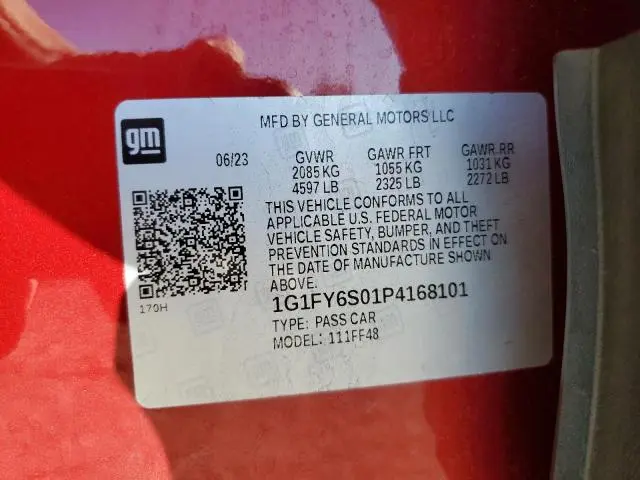 gm
MFD BY GENERAL MOTORS LLC
06/23 GVWR GAWR FRT GAWR RR
2085 KG 1055 KG 1031 KG
4597 LB 2325 LB 2272 LB
THIS VEHICLE CONFORMS TO ALL
APPLICABLE U.S. FEDERAL MOTOR
VEHICLE SAFETY, BUMPER, AND THEFT
PREVENTION STANDARDS IN EFFECT ON
THE DATE OF MANUFACTURE SHOWN
ABOVE.
170H
1G1FY6S01P4168101
TYPE: PASS CAR
MODEL: 111FF48